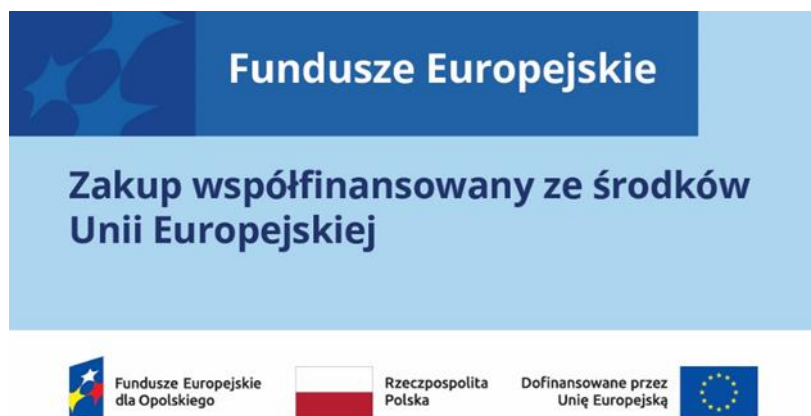 Fundusze Europejskie
Zakup współfinansowany ze środków
Unii Europejskiej
Fundusze Europejskie
dla Opolskiego
Rzeczpospolita
Polska
Dofinansowane przez
Unię Europejską